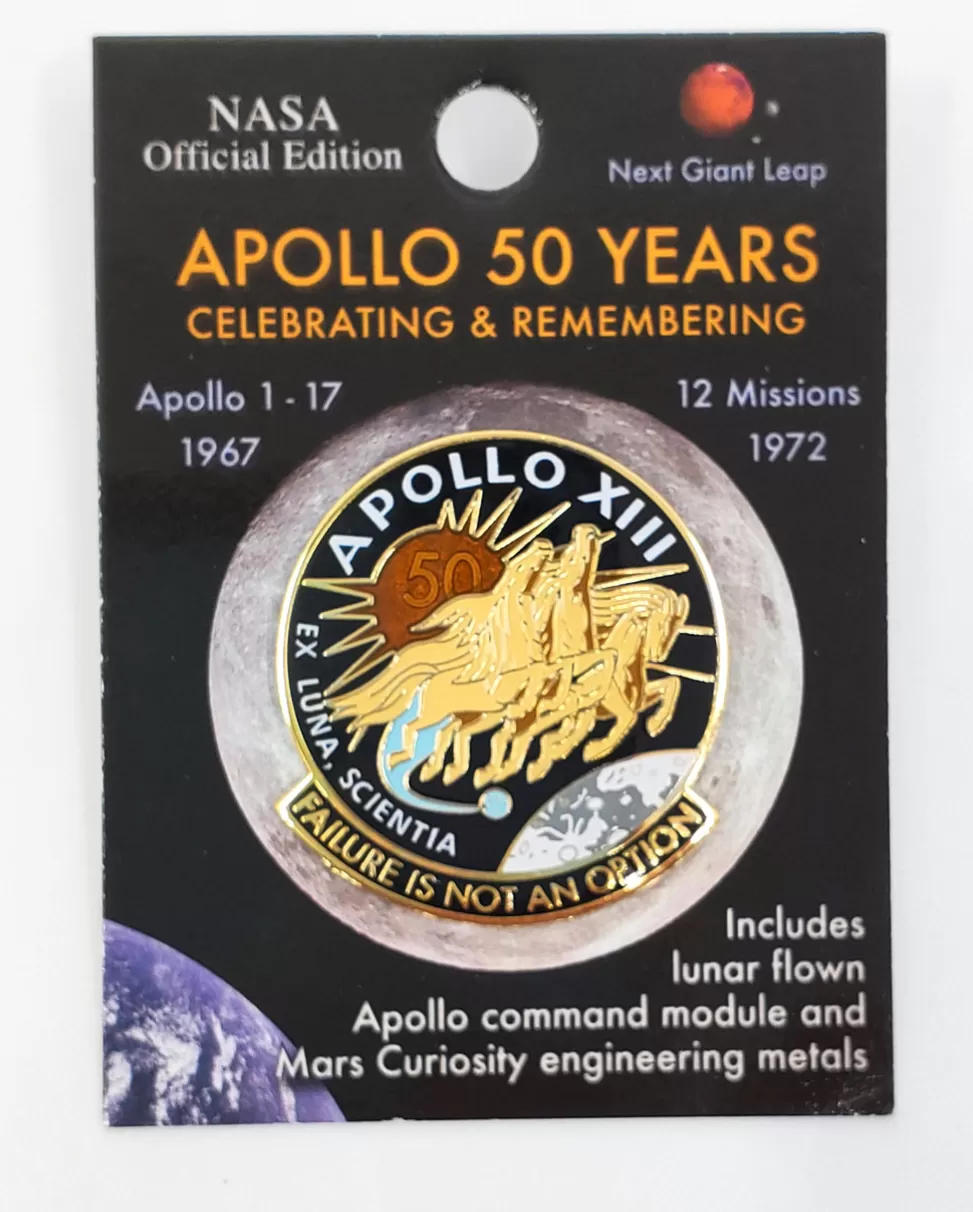 NASA
Official Edition
Next Giant Leap
APOLLO 50 YEARS
CELEBRATING & REMEMBERING
Apollo 1 - 17
1967
12 Missions
1972
APOLLO XIII
50
EX LUNA, SCIENTIA
FAILURE IS NOT AN OPTION
Includes
lunar flown
Apollo command module and
Mars Curiosity engineering metals